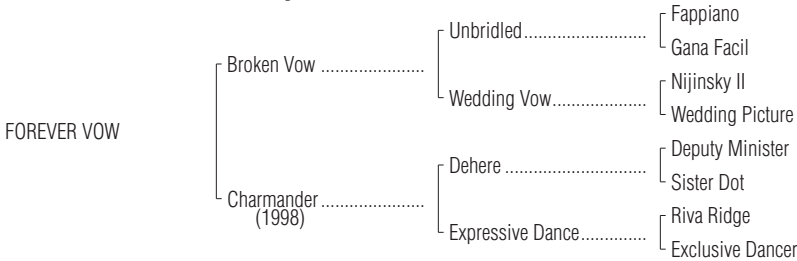 Fappiano
Unbridled..........................
Gana Facil
Broken Vow ......................
Nijinsky II
Wedding Vow....................
Wedding Picture
FOREVER VOW
Deputy Minister
Dehere ..............................
Sister Dot
Charmander......................
(1998)
Riva Ridge
Expressive Dance..............
Exclusive Dancer